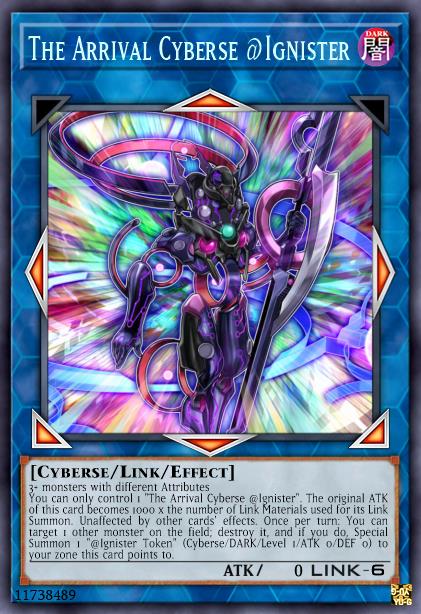 The Arrival Cyberse @Ignister
DARK
闇
[Cyberse/Link/Effect]
3+ monsters with different Attributes
You can only control 1 "The Arrival Cyberse @Ignister". The original ATK
of this card becomes 1000 x the number of Link Materials used for its Link
Summon. Unaffected by other cards' effects. Once per turn: You can
target 1 other monster on the field; destroy it, and if you do, Special
Summon 1 "@Ignister Token" (Cyberse/DARK/Level 1/ATK 0/DEF 0) to
your zone this card points to.
ATK/ 0 LINK-6
11738489